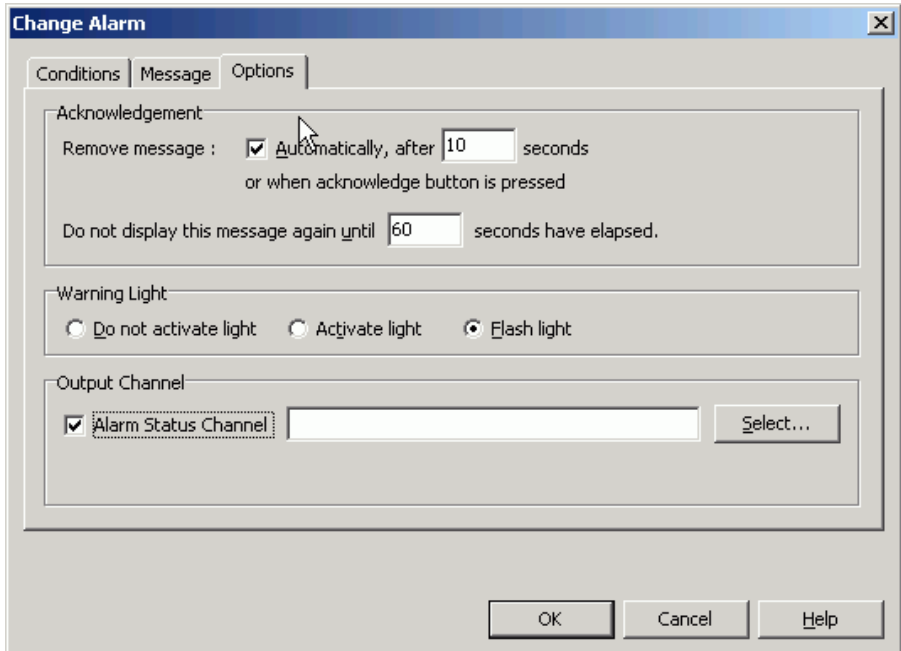 Change Alarm
Conditions Message Options
Acknowledgement
Remove message : Automatically, after 10 seconds
or when acknowledge button is pressed
Do not display this message again until 60 seconds have elapsed.
Warning Light
Do not activate light Activate light Flash light
Output Channel
Alarm Status Channel Select...
OK Cancel Help